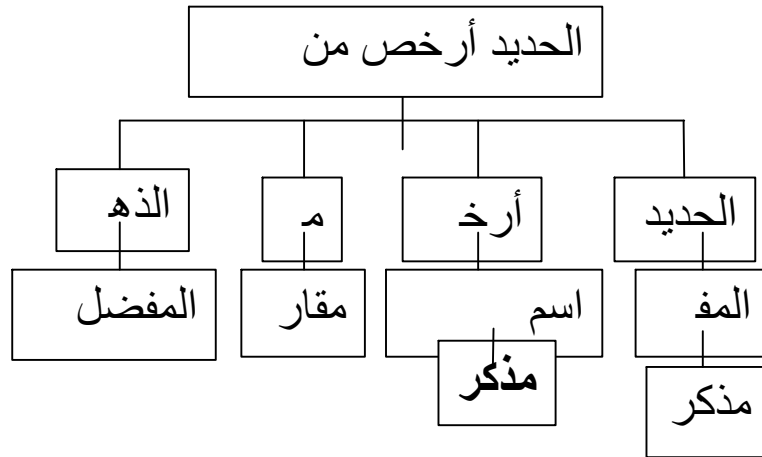 الحديد أرخص من
الحديد
أرخ
م
الذه
المف
اسم
مقار
المفضل
مذكر
مذكر